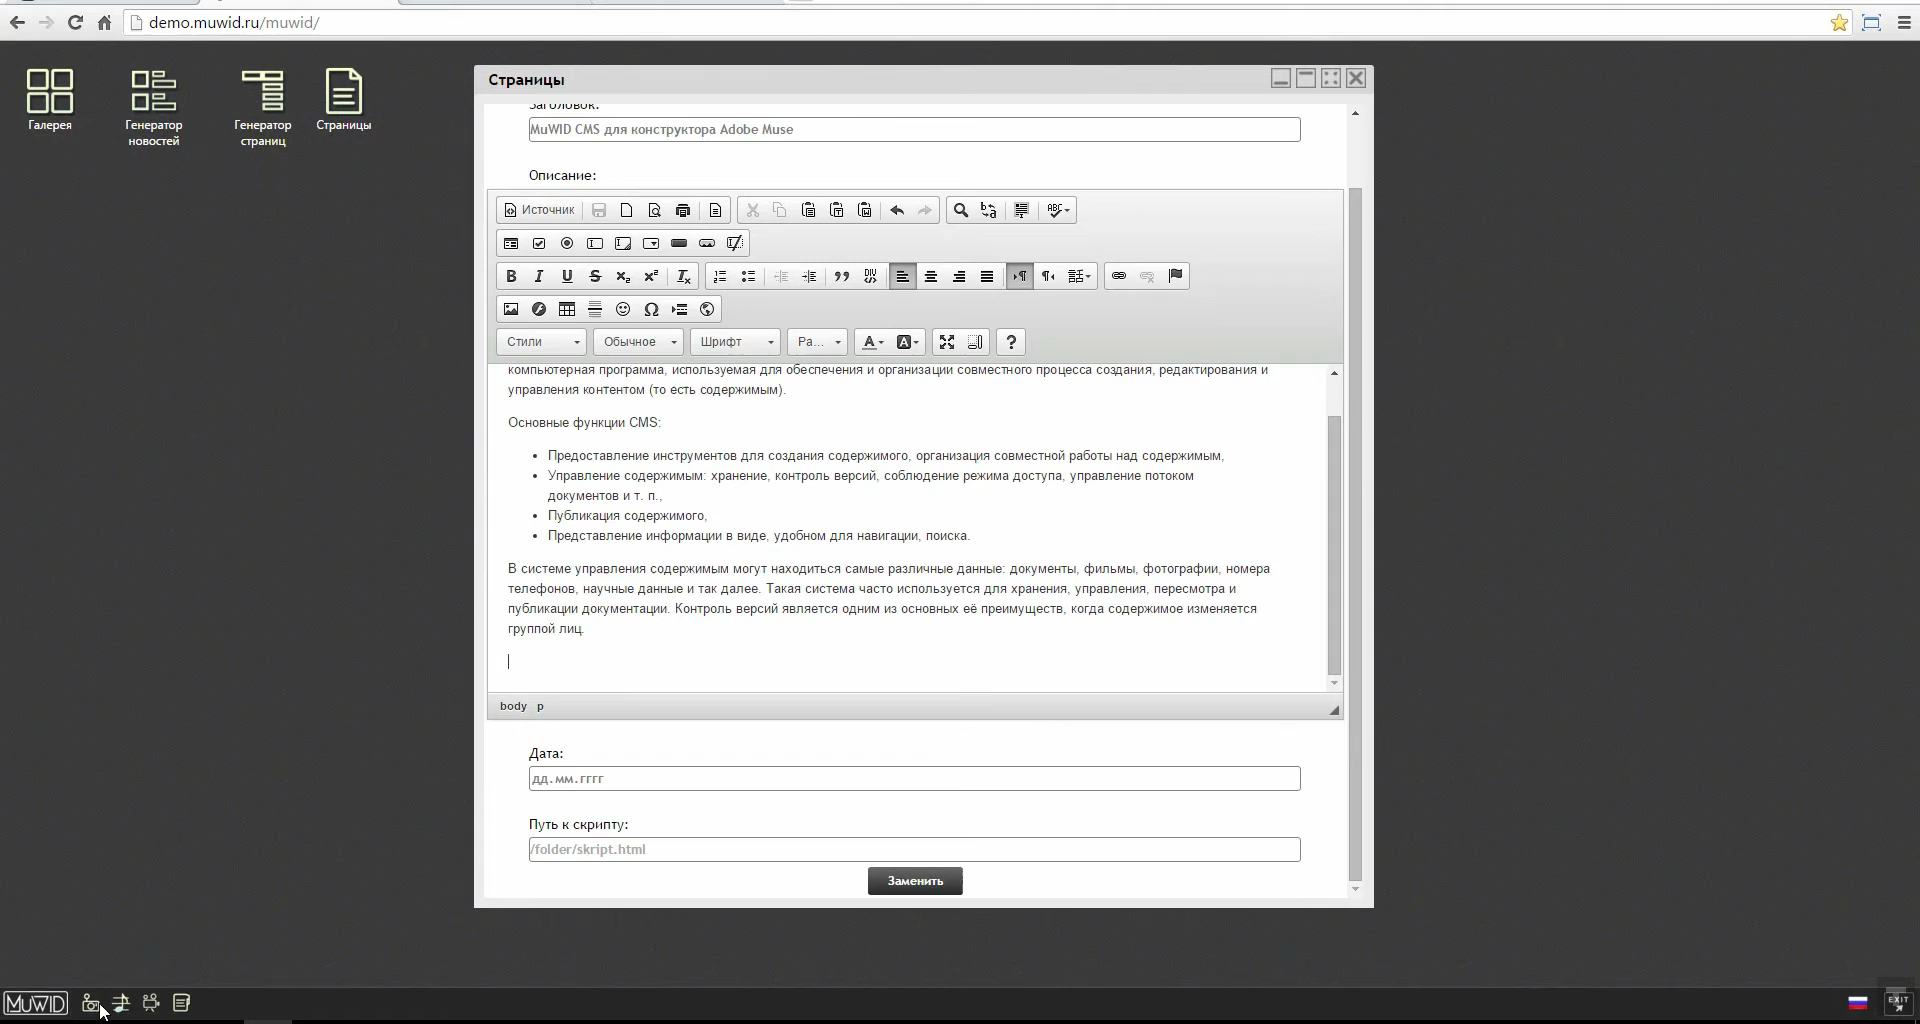 demo.muwid.ru/muwid/
Галерея
Генератор
новостей
Генератор
страниц
Страницы
Страницы
Заголовок:
MuWID CMS для конструктора Adobe Muse
Описание:
Источник
ABC
B I U S x₂ x² Tx
DIV
Стили Обычное Шрифт Ра... A A ?
компьютерная программа, используемая для обеспечения и организации совместного процесса создания, редактирования и
управления контентом (то есть содержимым).
Основные функции CMS:
• Предоставление инструментов для создания содержимого, организация совместной работы над содержимым,
• Управление содержимым: хранение, контроль версий, соблюдение режима доступа, управление потоком
документов и т. п.,
• Публикация содержимого,
• Представление информации в виде, удобном для навигации, поиска.
В системе управления содержимым могут находиться самые различные данные: документы, фильмы, фотографии, номера
телефонов, научные данные и так далее. Такая система часто используется для хранения, управления, пересмотра и
публикации документации. Контроль версий является одним из основных её преимуществ, когда содержимое изменяется
группой лиц.
body p
Дата:
дд.мм.гггг
Путь к скрипту:
/folder/skript.html
Заменить
MuWID
EXIT